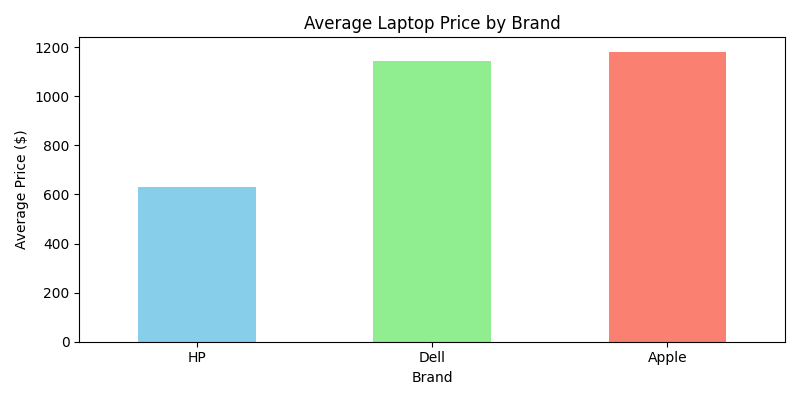 Average Laptop Price by Brand
Average Price ($)
1200
1000
800
600
400
200
0
HP
Dell
Apple
Brand